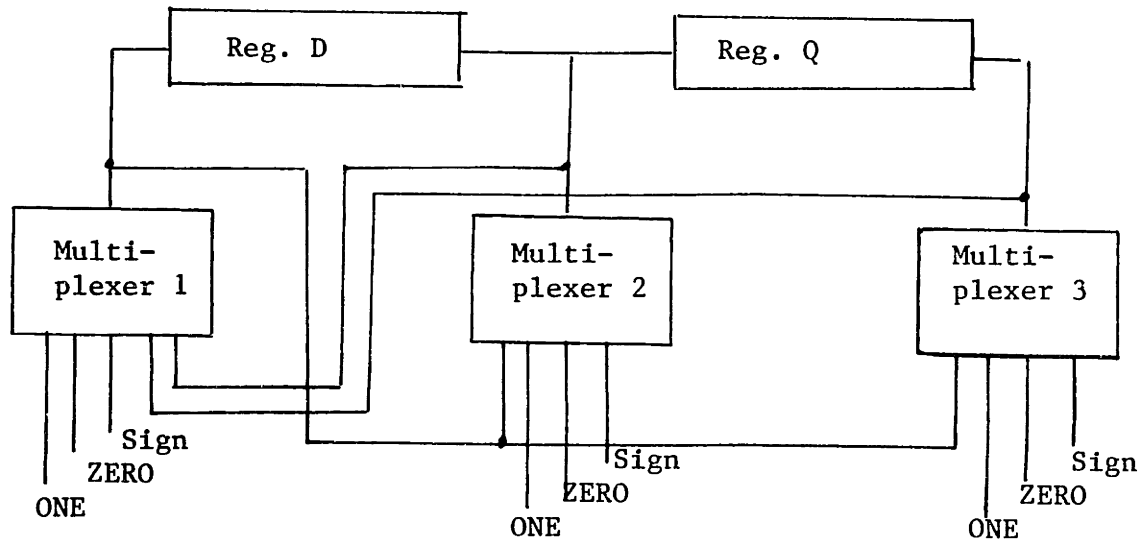 Reg. D
Reg. Q
Multi-
plexer 1
Multi-
plexer 2
Multi-
plexer 3
Sign
ZERO
ONE
Sign
ZERO
ONE
Sign
ZERO
ONE